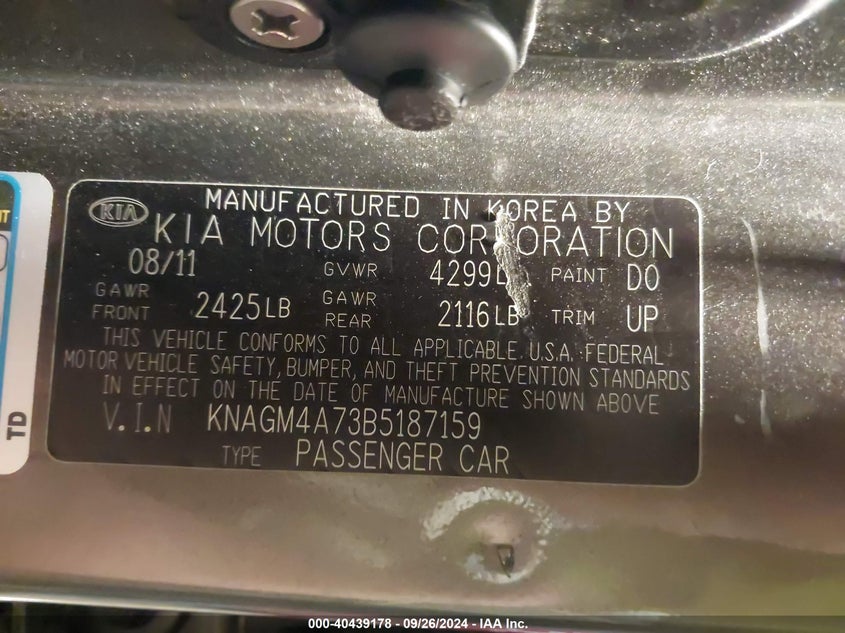 MANUFACTURED IN KOREA BY
KIA
KIA MOTORS CORPORATION
08/11 GVWR 4299L PAINT DO
GAWR FRONT 2425LB GAWR REAR 2116LB TRIM UP
THIS VEHICLE CONFORMS TO ALL APPLICABLE U.S.A. FEDERAL
MOTOR VEHICLE SAFETY, BUMPER, AND THEFT PREVENTION STANDARDS
IN EFFECT ON THE DATE OF MANUFACTURE SHOWN ABOVE
V.I.N KNAGM4A73B5187159
TYPE PASSENGER CAR
TD
000-40439178 - 09/26/2024 - IAA Inc.